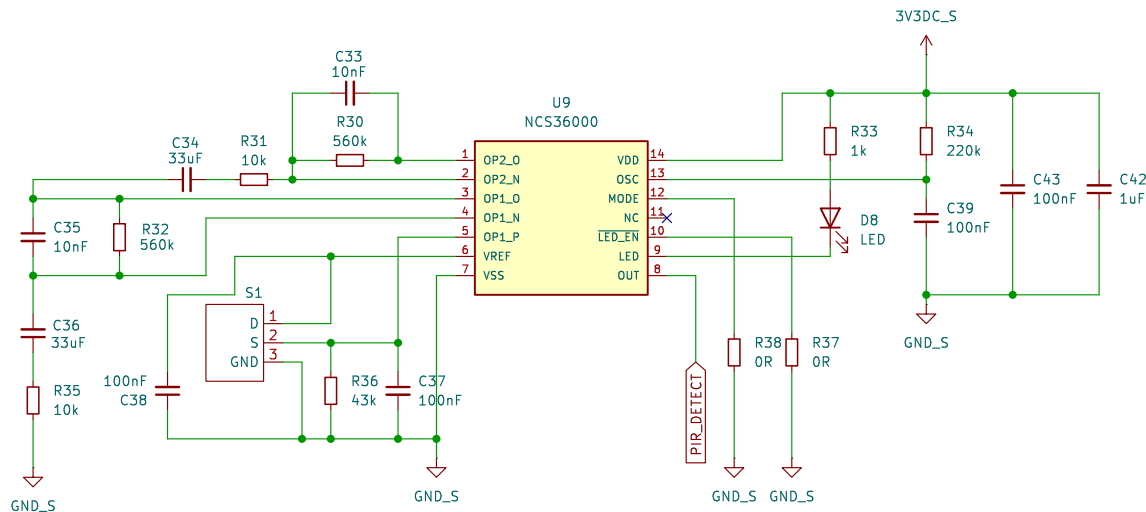 3V3DC_S
C33
10nF
U9
NCS36000
R30
560k
C34
33uF
R31
10k
R33
1k
R34
220k
1
OP2_O
VDD
14
2
OP2_N
OSC
13
3
OP1_O
MODE
12
4
OP1_N
NC
11
5
OP1_P
LED_EN
10
6
VREF
LED
9
7
VSS
OUT
8
C43
100nF
C42
1uF
C35
10nF
R32
560k
C39
100nF
D8
LED
S1
D
1
S
2
GND
3
C36
33uF
GND_S
R38
0R
R37
0R
100nF
C38
R36
43k
C37
100nF
R35
10k
PIR_DETECT
GND_S
GND_S
GND_S
GND_S